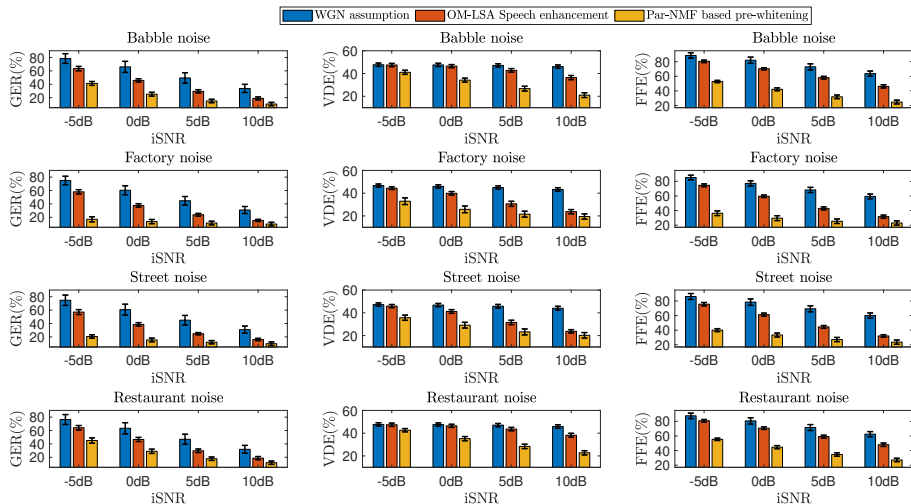 WGN assumption OM-LSA Speech enhancement Par-NMF based pre-whitening
Babble noise Babble noise Babble noise
GER(%) 80 60 40 20
VDE(%) 60 40 20
FFE(%) 80 60 40 20
-5dB 0dB 5dB 10dB -5dB 0dB 5dB 10dB -5dB 0dB 5dB 10dB
iSNR iSNR iSNR
Factory noise Factory noise Factory noise
GER(%) 80 60 40 20
VDE(%) 60 40 20
FFE(%) 80 60 40 20
-5dB 0dB 5dB 10dB -5dB 0dB 5dB 10dB -5dB 0dB 5dB 10dB
iSNR iSNR iSNR
Street noise Street noise Street noise
GER(%) 80 60 40 20
VDE(%) 60 40 20
FFE(%) 80 60 40 20
-5dB 0dB 5dB 10dB -5dB 0dB 5dB 10dB -5dB 0dB 5dB 10dB
iSNR iSNR iSNR
Restaurant noise Restaurant noise Restaurant noise
GER(%) 80 60 40 20
VDE(%) 60 40 20
FFE(%) 80 60 40 20
-5dB 0dB 5dB 10dB -5dB 0dB 5dB 10dB -5dB 0dB 5dB 10dB
iSNR iSNR iSNR